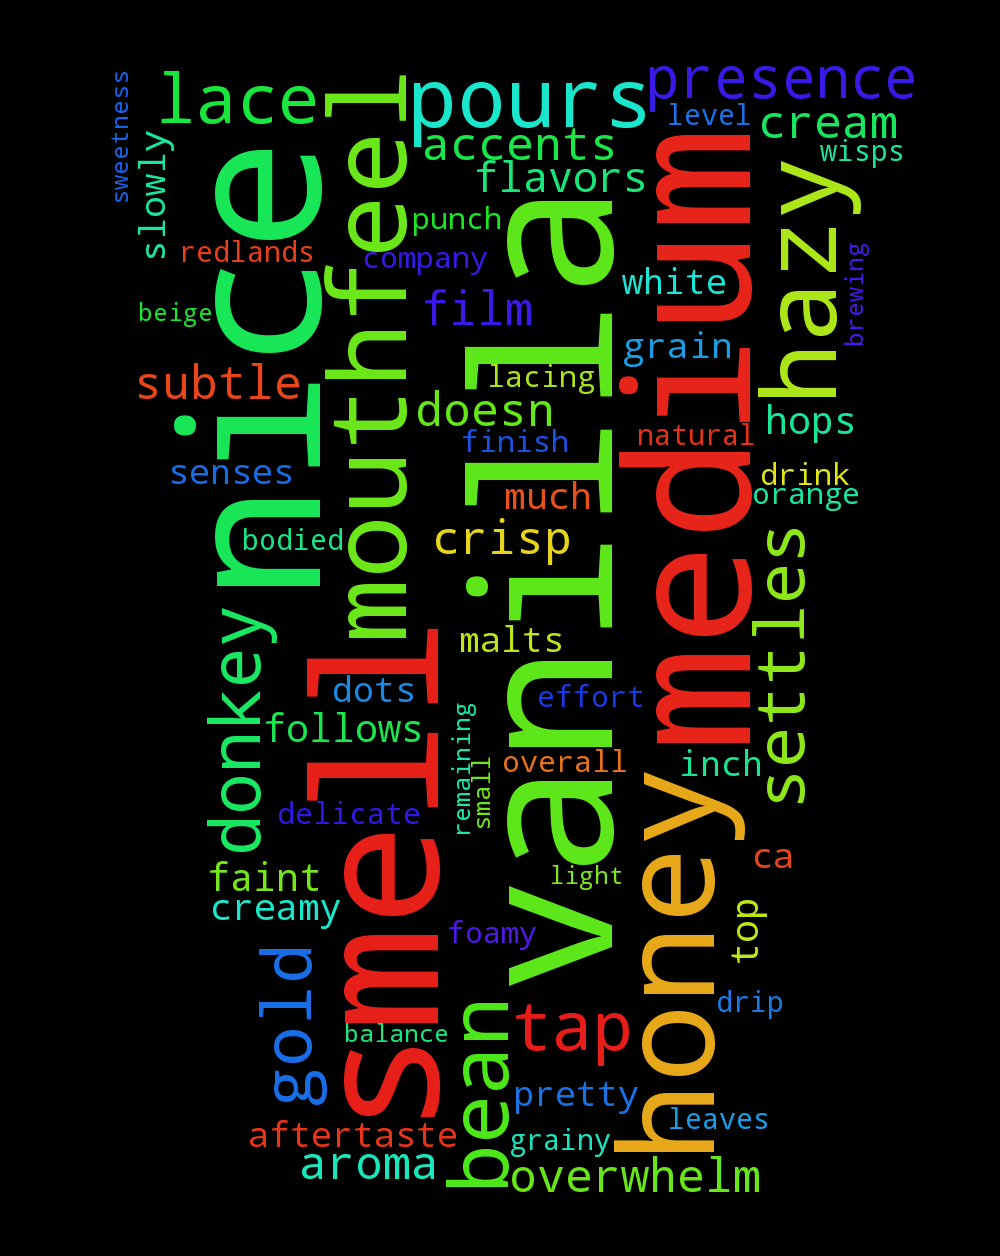 sweetness
slowly
lace
nice
mouthfeel
pours
presence
level
cream
wisps
accents
flavors
punch
company
redlands
beige
film
white
grain
hazy
brewing
vanilla
medium
subtle
lacing
doesn
finish
natural
hops
drink
orange
senses
much
bodied
crisp
settles
donkey
smell
malts
dots
effort
follows
remaining
small
overall
inch
delicate
honey
ca
faint
creamy
light
top
foamy
gold
balance
bean
tap
drip
pretty
leaves
aftertaste
grainy
aroma
overwhelm